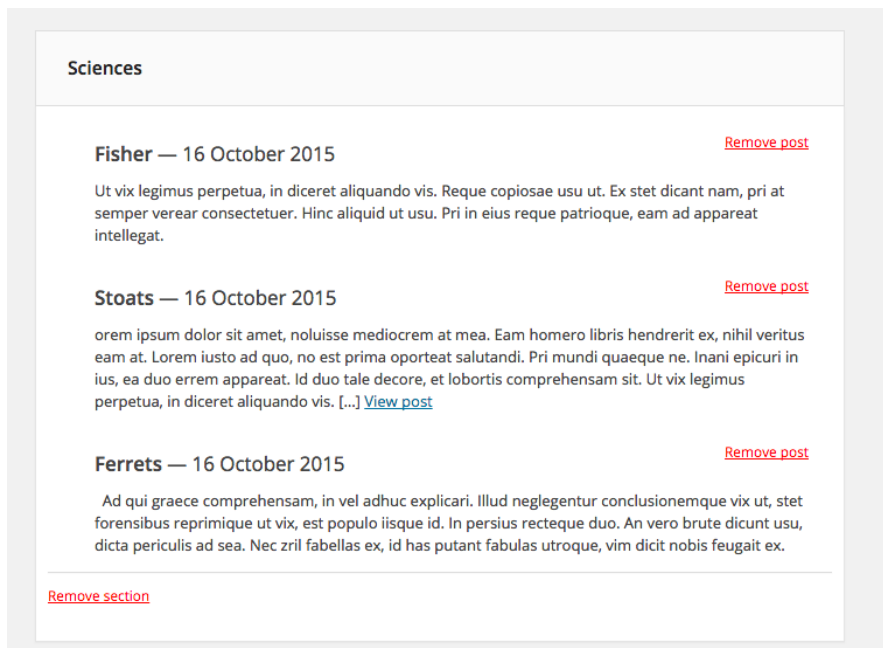 Sciences
Remove post
Fisher — 16 October 2015
Ut vix legimus perpetua, in diceret aliquando vis. Reque copiosae usu ut. Ex stet dicant nam, pri at
semper verear consectetuer. Hinc aliquid ut usu. Pri in eius reque patrioque, eam ad appareat
intellegat.
Remove post
Stoats — 16 October 2015
orem ipsum dolor sit amet, noluisse mediocrem at mea. Eam homero libris hendrerit ex, nihil veritus
eam at. Lorem iusto ad quo, no est prima oporteat salutandi. Pri mundi quaeque ne. Inani epicuri in
ius, ea duo errem appareat. Id duo tale decore, et lobortis comprehensam sit. Ut vix legimus
perpetua, in diceret aliquando vis. [...] View post
Remove post
Ferrets — 16 October 2015
Ad qui graece comprehensam, in vel adhuc explicari. Illud neglegentur conclusionemque vix ut, stet
forensibus reprimique ut vix, est populo iisque id. In persius recteque duo. An vero brute dicunt usu,
dicta periculis ad sea. Nec zril fabellas ex, id has putant fabulas utroque, vim dicit nobis feugait ex.
Remove section